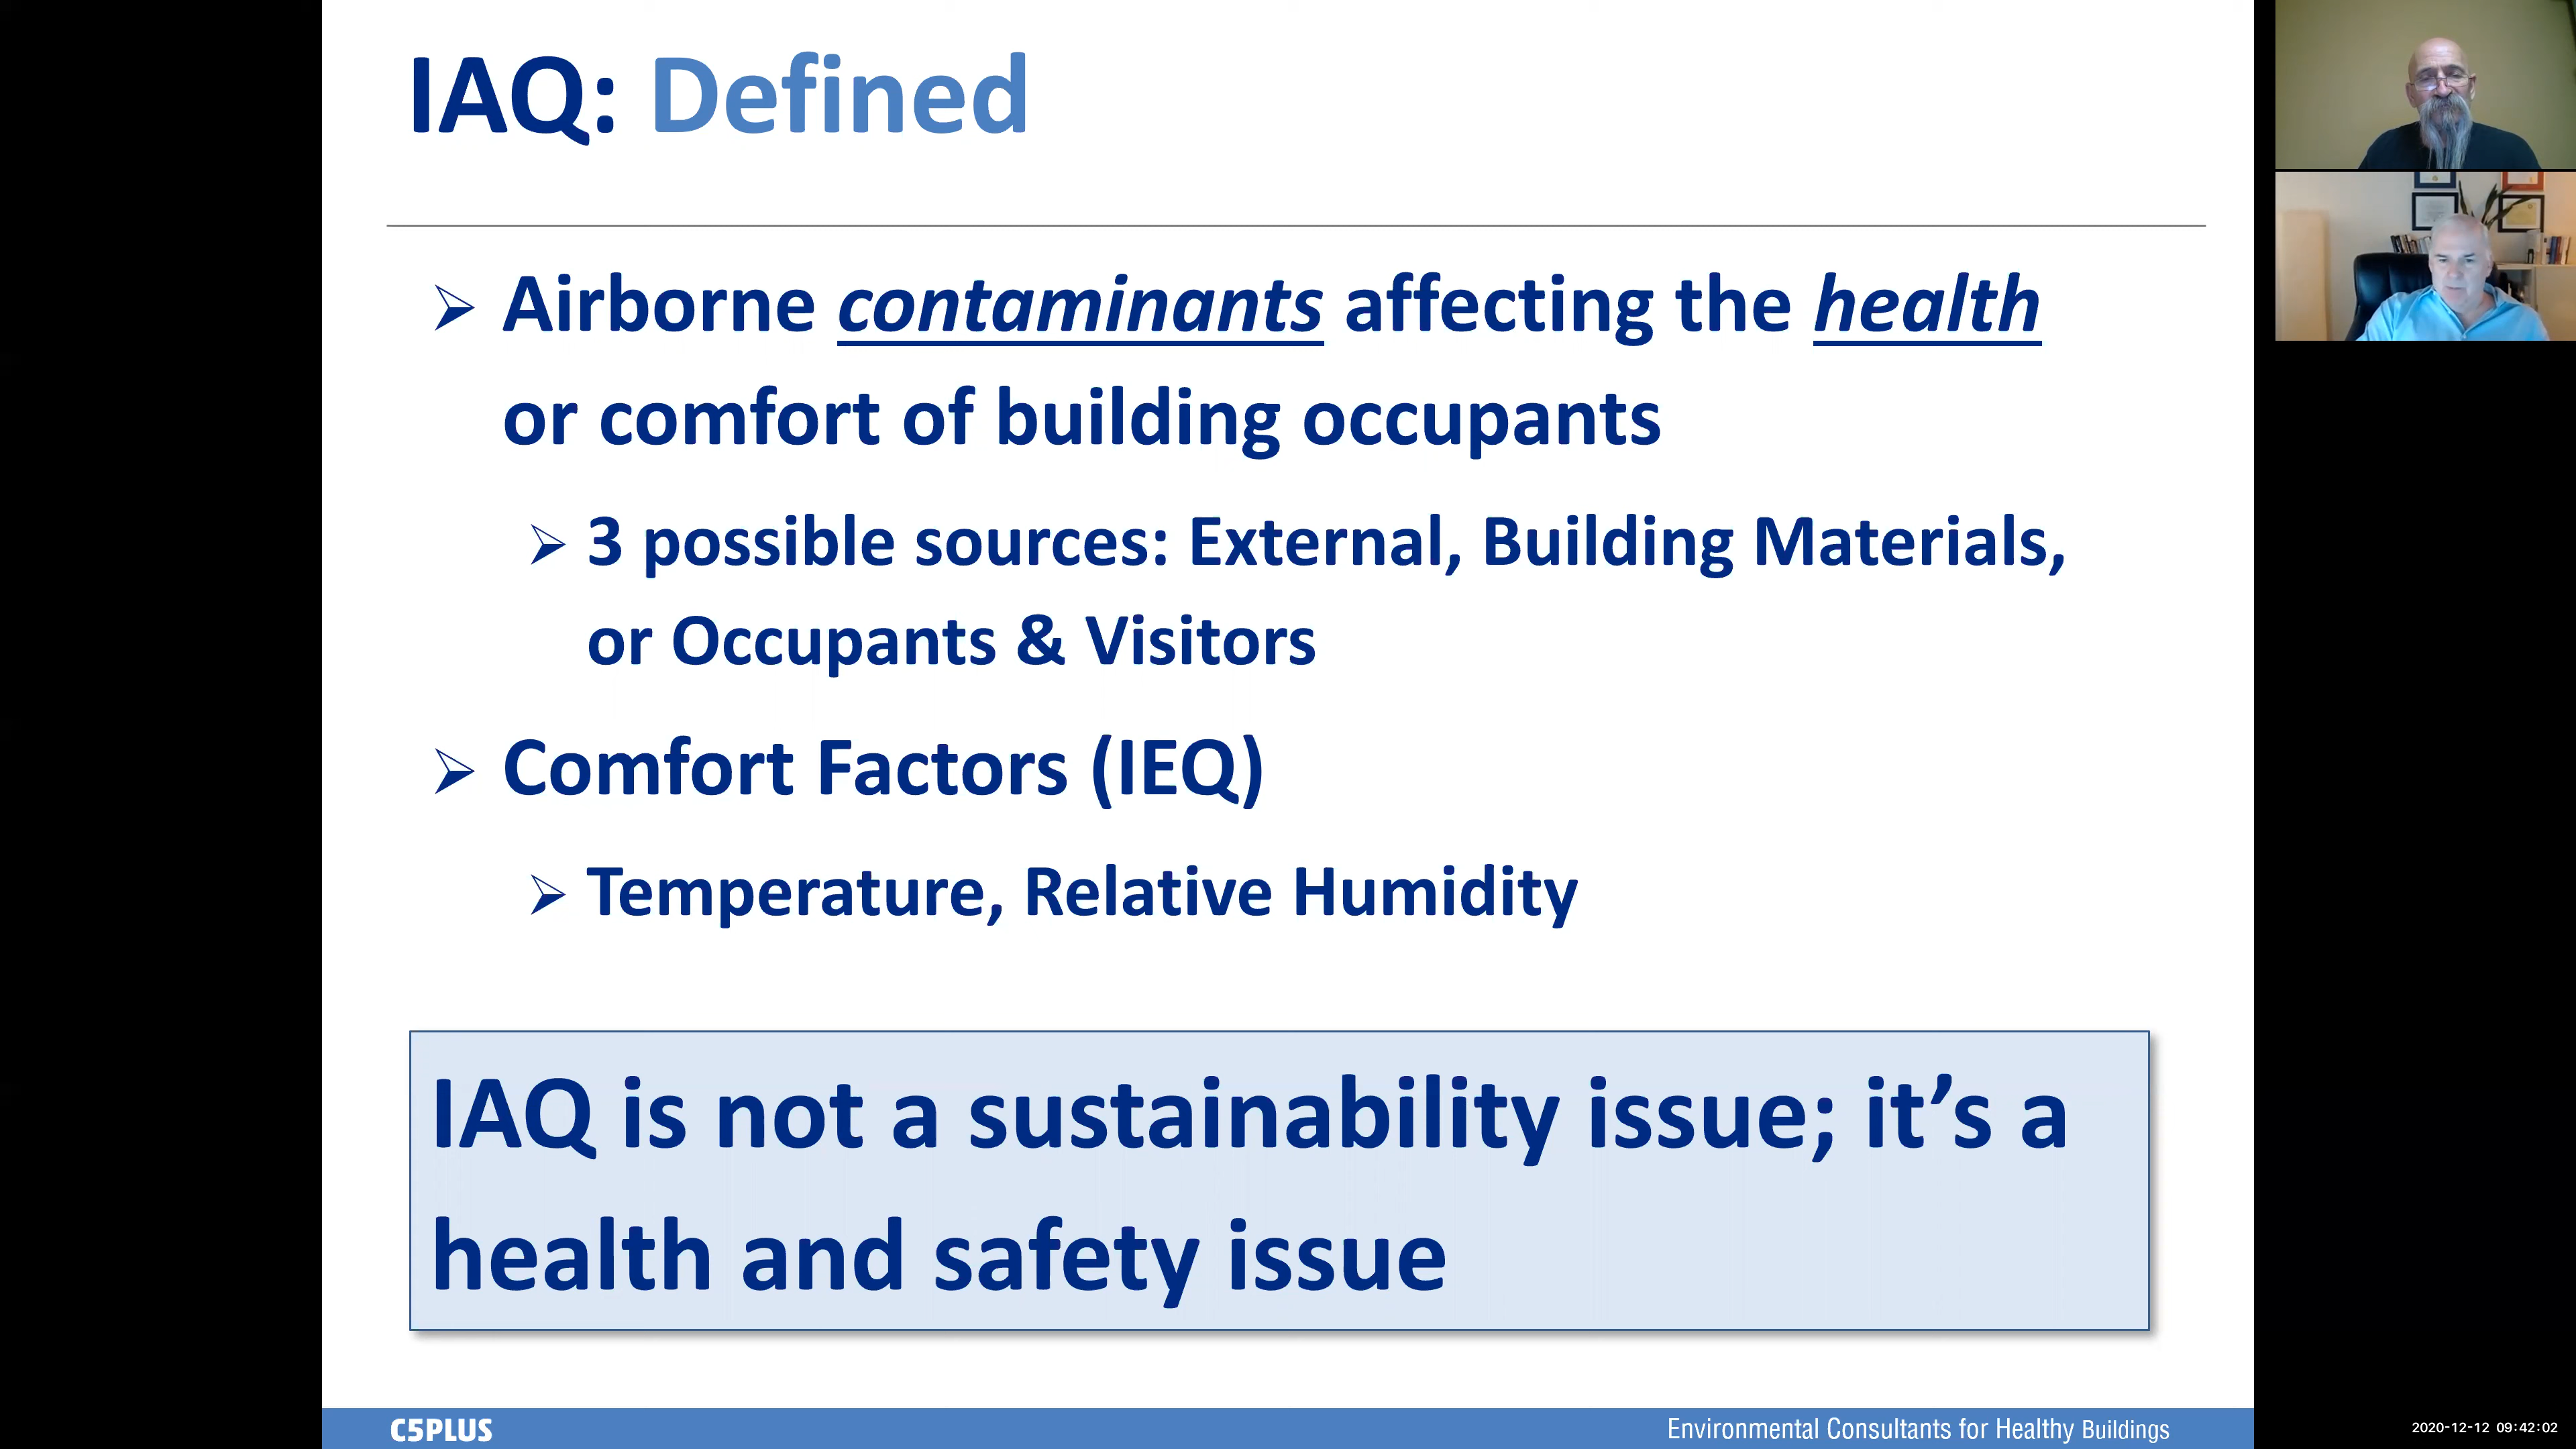 IAQ: Defined
➢ Airborne contaminants affecting the health
or comfort of building occupants
➢ 3 possible sources: External, Building Materials,
or Occupants & Visitors
➢ Comfort Factors (IEQ)
➢ Temperature, Relative Humidity
IAQ is not a sustainability issue; it’s a
health and safety issue
C5PLUS
Environmental Consultants for Healthy Buildings
2020-12-12 09:42:02